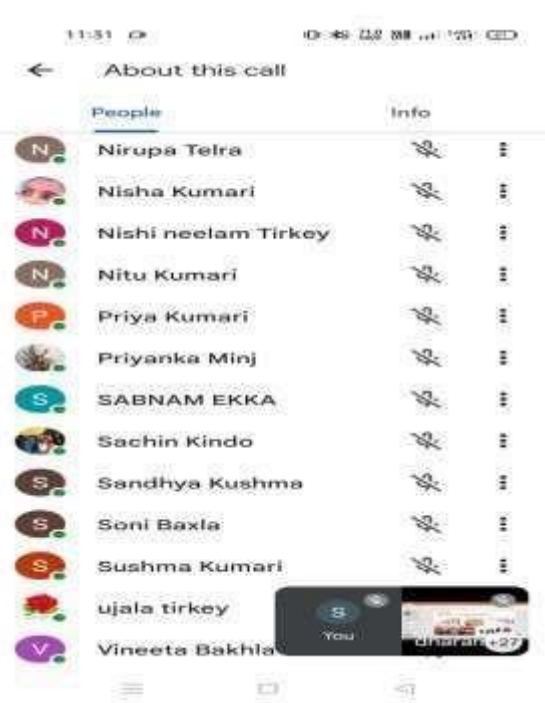 11:31
About this call
People Info
N Nirupa Telra
Nisha Kumari
N Nishi neelam Tirkey
N Nitu Kumari
P Priya Kumari
Priyanka Minj
S SABNAM EKKA
Sachin Kindo
S Sandhya Kushma
S Soni Baxla
S Sushma Kumari
ujala tirkey
S
You
+27
V Vineeta Bakhla